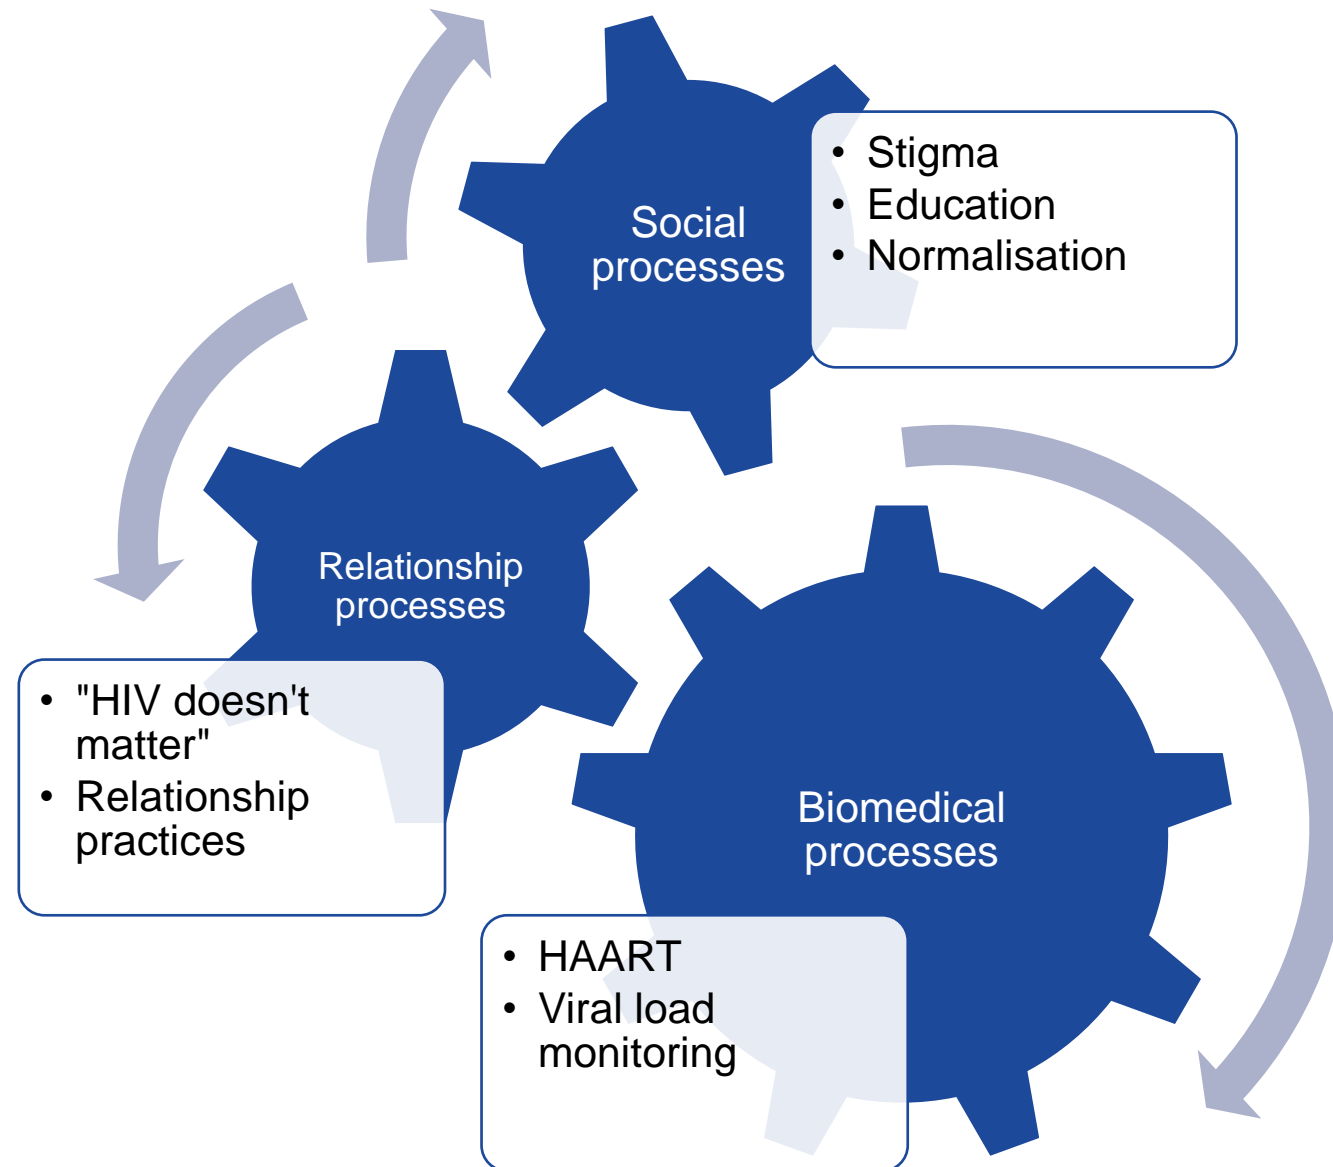 Social
processes
• Stigma
• Education
• Normalisation
Relationship
processes
• "HIV doesn't
matter"
• Relationship
practices
Biomedical
processes
• HAART
• Viral load
monitoring